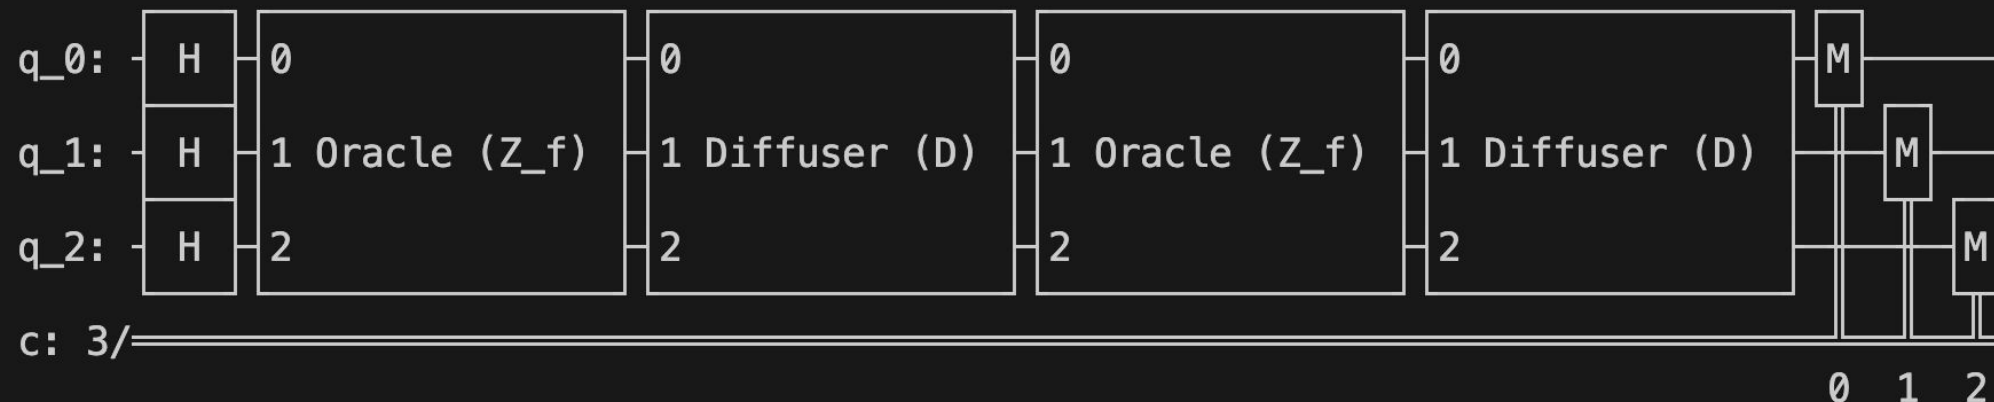 q_0: H 0 0 0 0 M
q_1: H 1 Oracle (Z_f) 1 Diffuser (D) 1 Oracle (Z_f) 1 Diffuser (D) M
q_2: H 2 2 2 2 M
c: 3/
0 1 2